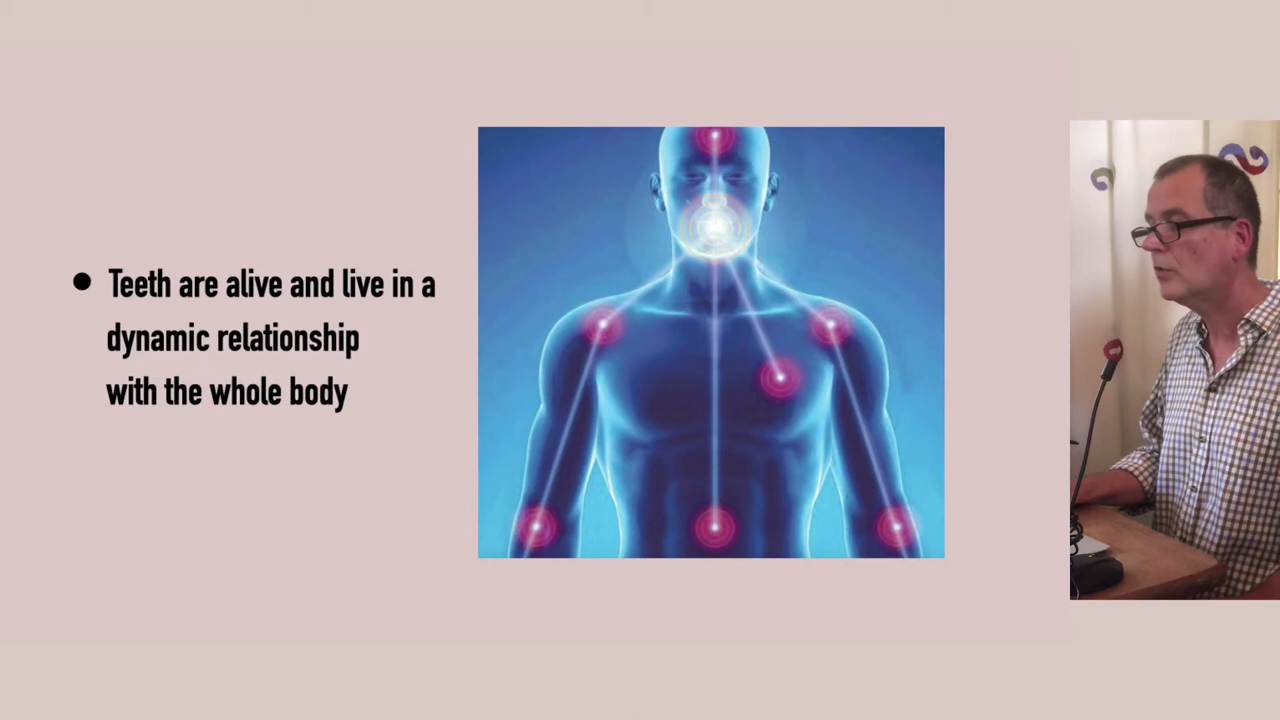 Teeth are alive and live in a
dynamic relationship
with the whole body